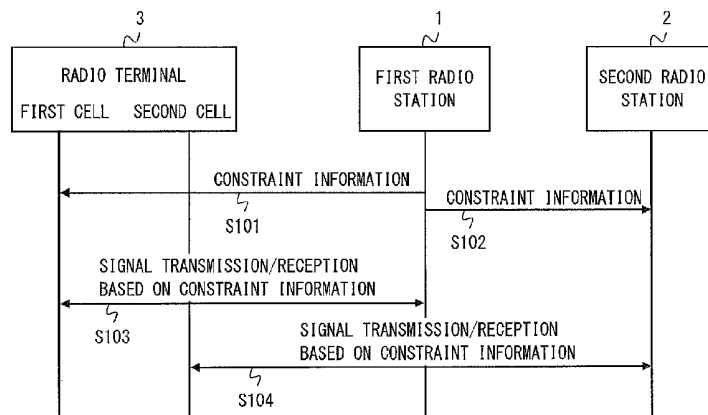 3
1
2
RADIO TERMINAL
FIRST CELL SECOND CELL
FIRST RADIO
STATION
SECOND RADIO
STATION
CONSTRAINT INFORMATION
S101
CONSTRAINT INFORMATION
S102
SIGNAL TRANSMISSION/RECEPTION
BASED ON CONSTRAINT INFORMATION
S103
SIGNAL TRANSMISSION/RECEPTION
BASED ON CONSTRAINT INFORMATION
S104